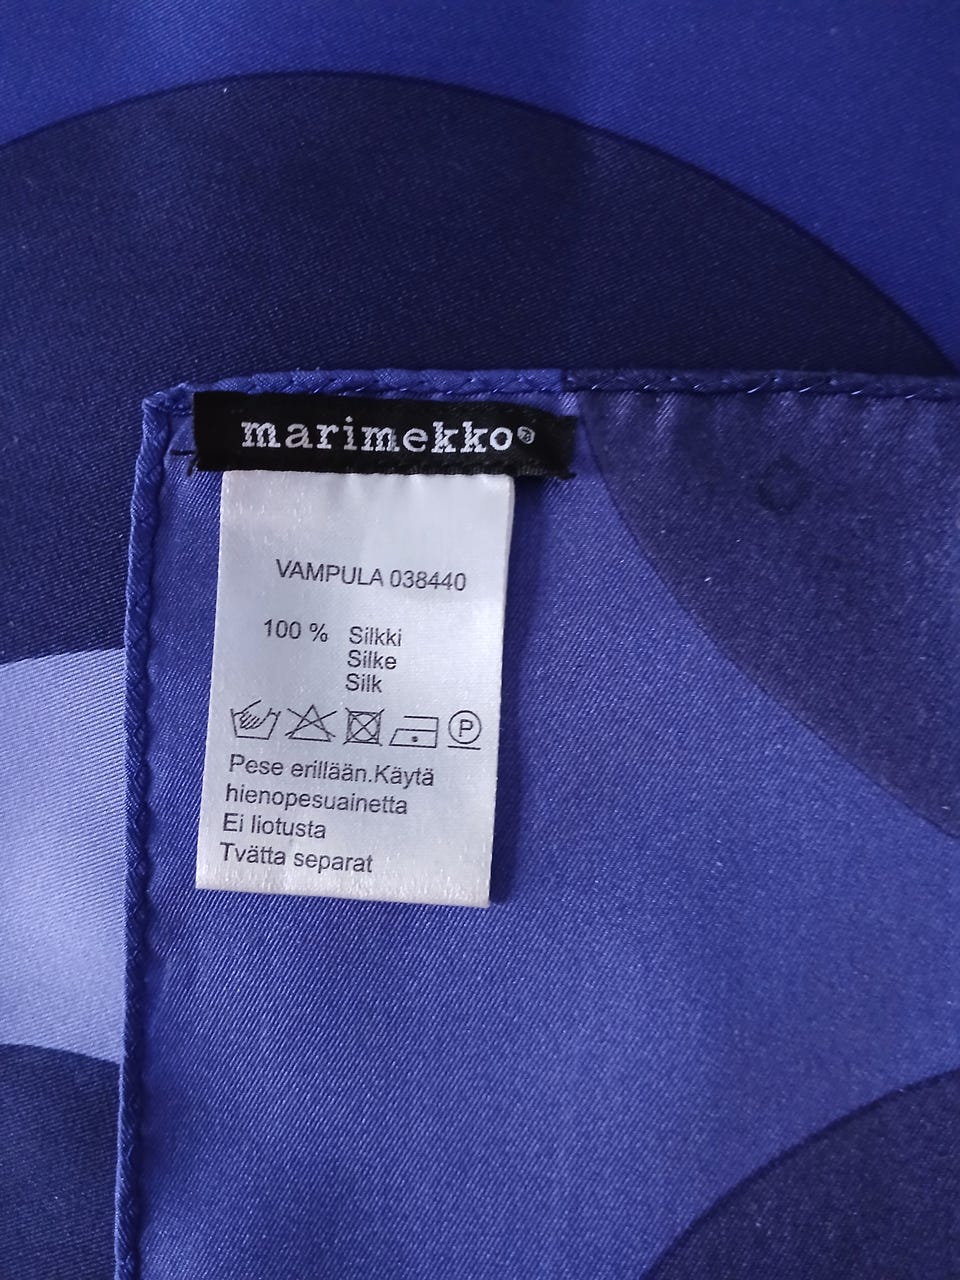 marimekko®
VAMPULA 038440
100 % Silkki
Silke
Silk
P
Pese erillään.Käytä
hienopesuainetta
Ei liotusta
Tvätta separat